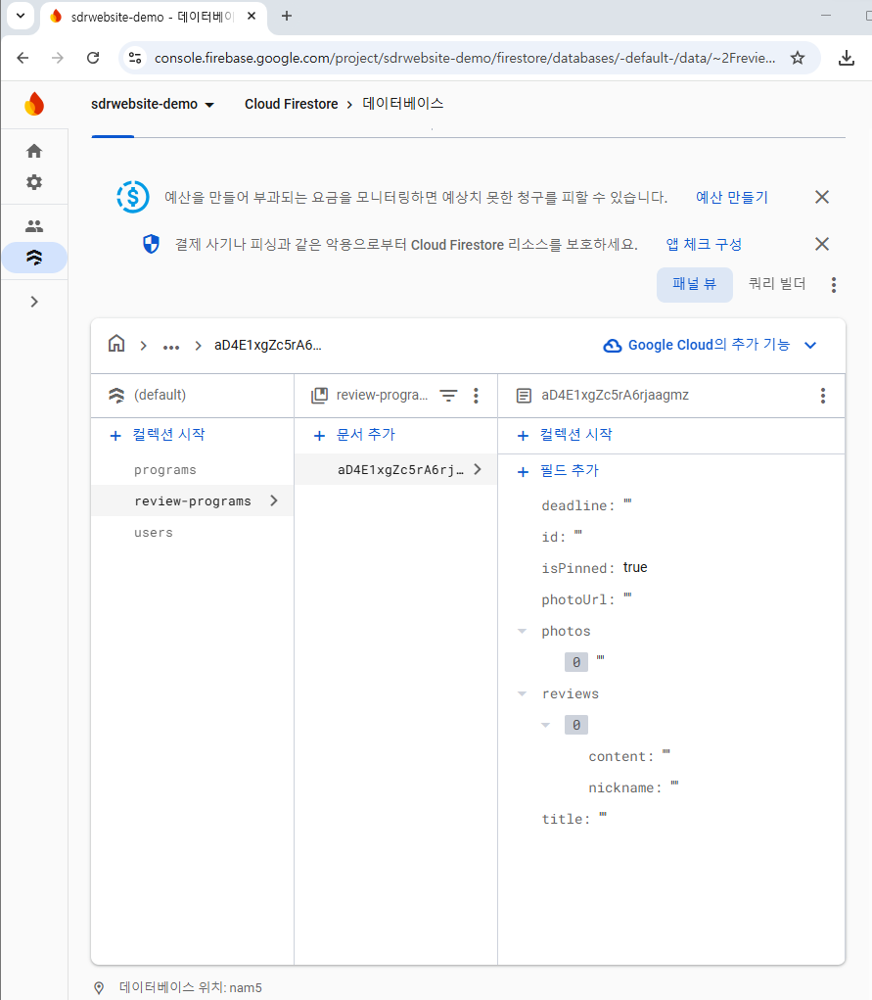 sdrwebsite-demo - 데이터베이
console.firebase.google.com/project/sdrwebsite-demo/firestore/databases/-default-/data/~2Frevie...
sdrwebsite-demo
Cloud Firestore > 데이터베이스
예산을 만들어 부과되는 요금을 모니터링하면 예상치 못한 청구를 피할 수 있습니다. 예산 만들기
결제 사기나 피싱과 같은 악용으로부터 Cloud Firestore 리소스를 보호하세요. 앱 체크 구성
패널 뷰 쿼리 빌더
> ... > aD4E1xgZc5rA6...
Google Cloud의 추가 기능
(default)
+ 컬렉션 시작
programs
review-programs
users
review-progra...
+ 문서 추가
aD4E1xgZc5rA6rj...
aD4E1xgZc5rA6rjaagmz
+ 컬렉션 시작
+ 필드 추가
deadline: ""
id: ""
isPinned: true
photoUrl: ""
photos
0 ""
reviews
0
content: ""
nickname: ""
title: ""
데이터베이스 위치: nam5